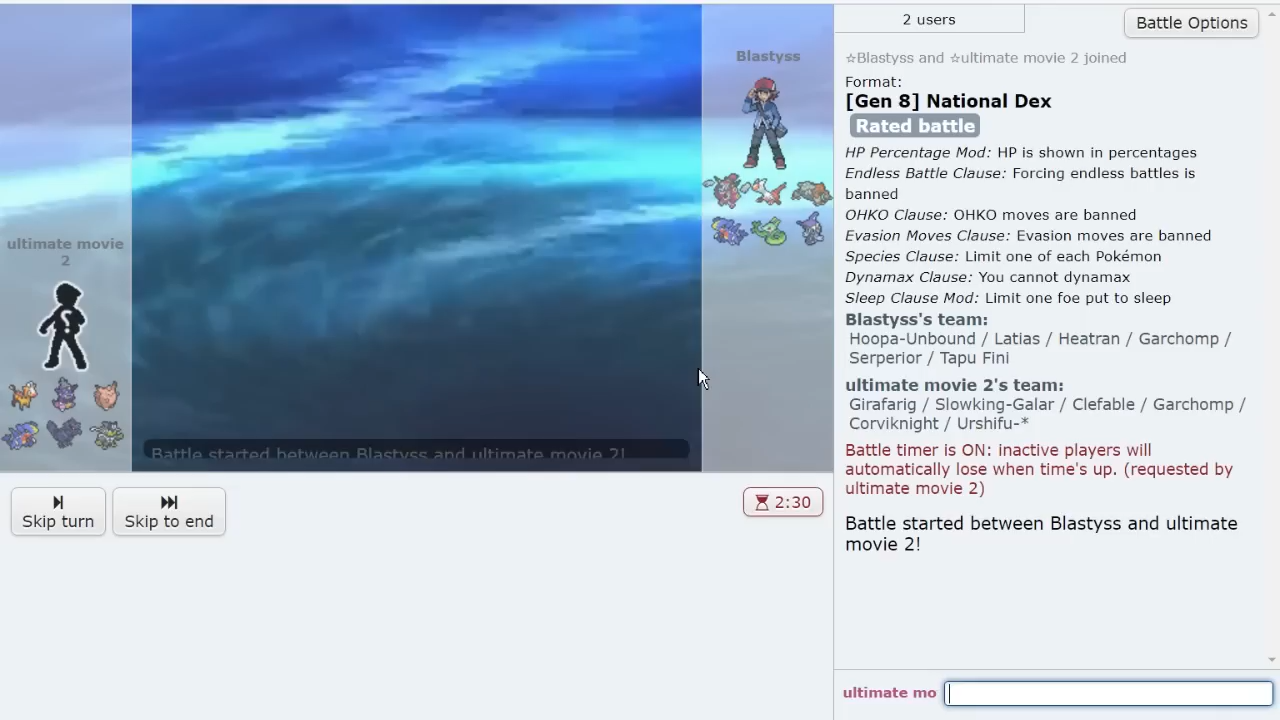 2 users
Battle Options
☆Blastyss and ☆ultimate movie 2 joined
Format:
[Gen 8] National Dex
Rated battle
HP Percentage Mod: HP is shown in percentages
Endless Battle Clause: Forcing endless battles is
banned
OHKO Clause: OHKO moves are banned
Evasion Moves Clause: Evasion moves are banned
Species Clause: Limit one of each Pokémon
Dynamax Clause: You cannot dynamax
Sleep Clause Mod: Limit one foe put to sleep
Blastyss's team:
Hoopa-Unbound / Latias / Heatran / Garchomp /
Serperior / Tapu Fini
ultimate movie 2's team:
Girafarig / Slowking-Galar / Clefable / Garchomp /
Corviknight / Urshifu-*
Battle timer is ON: inactive players will
automatically lose when time's up. (requested by
ultimate movie 2)
Battle started between Blastyss and ultimate
movie 2!
ultimate mo
Blastyss
ultimate movie
2
Battle started between Blastyss and ultimate movie 2!
Skip turn
Skip to end
2:30